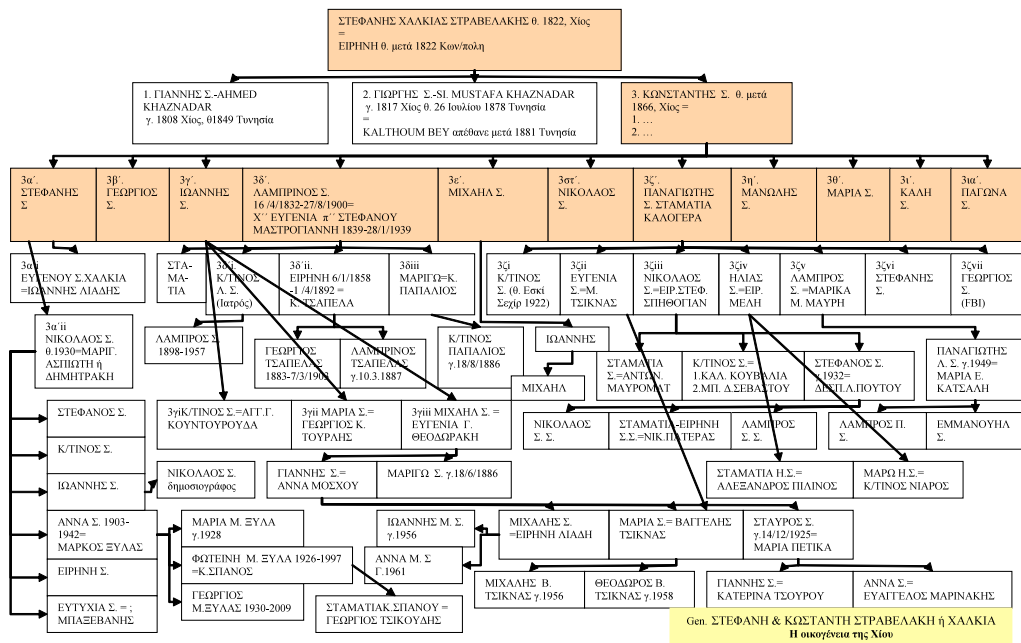 ΣΤΕΦΑΝΗΣ ΧΑΛΚΙΑΣ ΣΤΡΑΒΕΛΑΚΗΣ θ. 1822, Χίος
=
ΕΙΡΗΝΗ θ. μετά 1822 Κων/πολη
1. ΓΙΑΝΝΗΣ Σ.-AHMED
KHAZNADAR
γ. 1808 Χίος, θ1849 Τυνησία
2. ΓΙΩΡΓΗΣ Σ.-SI. MUSTAFA KHAZNADAR
γ. 1817 Χίος θ. 26 Ιουλίου 1878 Τυνησία
=
KALTHOUM BEY απέθανε μετά 1881 Τυνησία
3. ΚΩΝΣΤΑΝΤΗΣ Σ. θ. μετά
1866, Χίος =
1. …
2. …
3α΄.
ΣΤΕΦΑΝΗΣ
Σ
3β΄.
ΓΕΩΡΓΙΟΣ
Σ.
3γ΄.
ΙΩΑΝΝΗΣ
Σ.
3δ΄.
ΛΑΜΠΡΙΝΟΣ Σ.
16 /4/1832-27/8/1900=
Χ΄΄ ΕΥΓΕΝΙΑ π΄΄ ΣΤΕΦΑΝΟΥ
ΜΑΣΤΡΟΓΙΑΝΝΗ 1839-28/1/1939
3ε΄.
ΜΙΧΑΗΛ Σ.
3στ΄.
ΝΙΚΟΛΑΟΣ
Σ.
3ζ΄.
ΠΑΝΑΓΙΩΤΗΣ
Σ. ΣΤΑΜΑΤΙΑ
ΚΑΛΟΓΕΡΑ
3η΄.
ΜΑΝΩΛΗΣ
Σ.
3θ΄.
ΜΑΡΙΑ Σ.
3ι΄.
ΚΑΛΗ
Σ.
3ια΄.
ΠΑΓΩΝΑ
Σ.
3αi
ΕΥΓΕΝΟΥ Σ.ΧΑΛΚΙΑ
=ΙΩΑΝΝΗΣ ΛΙΑΔΗΣ
ΣΤΑ-
ΜΑ-
ΤΙΑ
3δ΄i.
Κ/ΤΙΝΟΣ
Λ. Σ.
(Ιατρός)
3δ΄ii.
ΕΙΡΗΝΗ 6/1/1858
-1 /4/1892 =
Κ. ΤΣΑΠΕΛΑ
3διιι
ΜΑΡΙΓΩ=Κ.
ΠΑΠΑΛΙΟΣ
3ζi
Κ/ΤΙΝΟΣ
Σ. (θ. Εσκί
Σεχίρ 1922)
3ζii
ΕΥΓΕΝΙΑ
Σ.=Μ.
ΤΣΙΚΝΑΣ
3ζiii
ΝΙΚΟΛΑΟΣ
Σ.=ΕΙΡ.ΣΤΕΦ.
ΣΠΗΘΟΓΙΑΝ
3ζiv
ΗΛΙΑΣ
Σ.=ΕΙΡ.
ΜΕΛΗ
3ζv
ΛΑΜΠΡΟΣ
Σ.=ΜΑΡΙΚΑ
Μ. ΜΑΥΡΗ
3ζvi
ΣΤΕΦΑΝΗΣ
Σ.
3ζvii
ΓΕΩΡΓΙΟΣ
Σ.
(FBI)
3α΄ii
ΝΙΚΟΛΑΟΣ Σ.
θ.1930=ΜΑΡΙΓ.
ΑΣΠΙΩΤΗ ή
ΔΗΜΗΤΡΑΚΗ
ΛΑΜΠΡΟΣ Σ.
1898-1957
ΓΕΩΡΓΙΟΣ
ΤΣΑΠΕΛΑΣ
1883-7/3/1903
ΛΑΜΠΡΙΝΟΣ
ΤΣΑΠΕΛΑΣ
γ.10.3.1887
Κ/ΤΙΝΟΣ
ΠΑΠΑΛΙΟΣ
γ.18/8/1886
ΙΩΑΝΝΗΣ
ΜΙΧΑΗΛ
ΣΤΑΜΑΤΙΑ
Σ.=ΑΝΤΩΝ.
ΜΑΥΡΟΜΑΤ
Κ/ΤΙΝΟΣ Σ.=
1.ΚΑΛ. ΚΟΥΒΑΛΙΑ
2.ΜΠ. Δ.ΣΕΒΑΣΤΟΥ
ΣΤΕΦΑΝΟΣ Σ.
γ.1932=
ΔΕΣΠ.Λ.ΠΟΥΤΟΥ
ΠΑΝΑΓΙΩΤΗΣ
Λ. Σ. γ.1949=
ΜΑΡΙΑ Ε.
ΚΑΤΣΑΛΗ
ΣΤΕΦΑΝΟΣ Σ.
Κ/ΤΙΝΟΣ Σ.
ΙΩΑΝΝΗΣ Σ.
ΝΙΚΟΛΑΟΣ Σ.
δημοσιογράφος
3γiΚ/ΤΙΝΟΣ Σ.=ΑΓΓ.Γ.
ΚΟΥΝΤΟΥΡΟΥΔΑ
3γii ΜΑΡΙΑ Σ.=
ΓΕΩΡΓΙΟΣ Κ.
ΤΟΥΡΛΗΣ
3γiii ΜΙΧΑΗΛ Σ. =
ΕΥΓΕΝΙΑ Γ.
ΘΕΟΔΩΡΑΚΗ
ΝΙΚΟΛΑΟΣ
Σ. Σ.
ΣΤΑΜΑΤΙΑ-ΕΙΡΗΝΗ
Σ.Σ.=ΝΙΚ.ΠΑΤΕΡΑΣ
ΛΑΜΠΡΟΣ
Σ. Σ.
ΛΑΜΠΡΟΣ Π.
Σ.
ΕΜΜΑΝΟΥΗΛ
Σ.
ΓΙΑΝΝΗΣ Σ.=
ΑΝΝΑ ΜΟΣΧΟΥ
ΜΑΡΙΓΩ Σ. γ.18/6/1886
ΣΤΑΜΑΤΙΑ Η.Σ.=
ΑΛΕΞΑΝΔΡΟΣ ΠΙΛΙΝΟΣ
ΜΑΡΩ Η.Σ.=
Κ/ΤΙΝΟΣ ΝΙΑΡΟΣ
ΑΝΝΑ Σ. 1903-
1942=
ΜΑΡΚΟΣ ΞΥΛΑΣ
ΜΑΡΙΑ Μ. ΞΥΛΑ
γ.1928
ΙΩΑΝΝΗΣ Μ. Σ.
γ.1956
ΜΙΧΑΛΗΣ Σ.
=ΕΙΡΗΝΗ ΛΙΑΔΗ
ΜΑΡΙΑ Σ.= ΒΑΓΓΕΛΗΣ
ΤΣΙΚΝΑΣ
ΣΤΑΥΡΟΣ Σ.
γ.14/12/1925=
ΜΑΡΙΑ ΠΕΤΙΚΑ
ΕΙΡΗΝΗ Σ.
ΦΩΤΕΙΝΗ Μ. ΞΥΛΑ 1926-1997
=Κ.ΣΠΑΝΟΣ
ΑΝΝΑ Μ. Σ
Γ.1961
ΕΥΤΥΧΙΑ Σ. = ;
ΜΠΑΞΕΒΑΝΗΣ
ΓΕΩΡΓΙΟΣ
Μ.ΞΥΛΑΣ 1930-2009
ΣΤΑΜΑΤΙΑΚ.ΣΠΑΝΟΥ =
ΓΕΩΡΓΙΟΣ ΤΣΙΚΟΥΔΗΣ
ΜΙΧΑΛΗΣ Β.
ΤΣΙΚΝΑΣ γ.1956
ΘΕΟΔΩΡΟΣ Β.
ΤΣΙΚΝΑΣ γ.1958
ΓΙΑΝΝΗΣ Σ.=
ΚΑΤΕΡΙΝΑ ΤΣΟΥΡΟΥ
ΑΝΝΑ Σ.=
ΕΥΑΓΓΕΛΟΣ ΜΑΡΙΝΑΚΗΣ
Gen. ΣΤΕΦΑΝΗ & ΚΩΣΤΑΝΤΗ ΣΤΡΑΒΕΛΑΚΗ ή ΧΑΛΚΙΑ
Η οικογένεια της Χίου